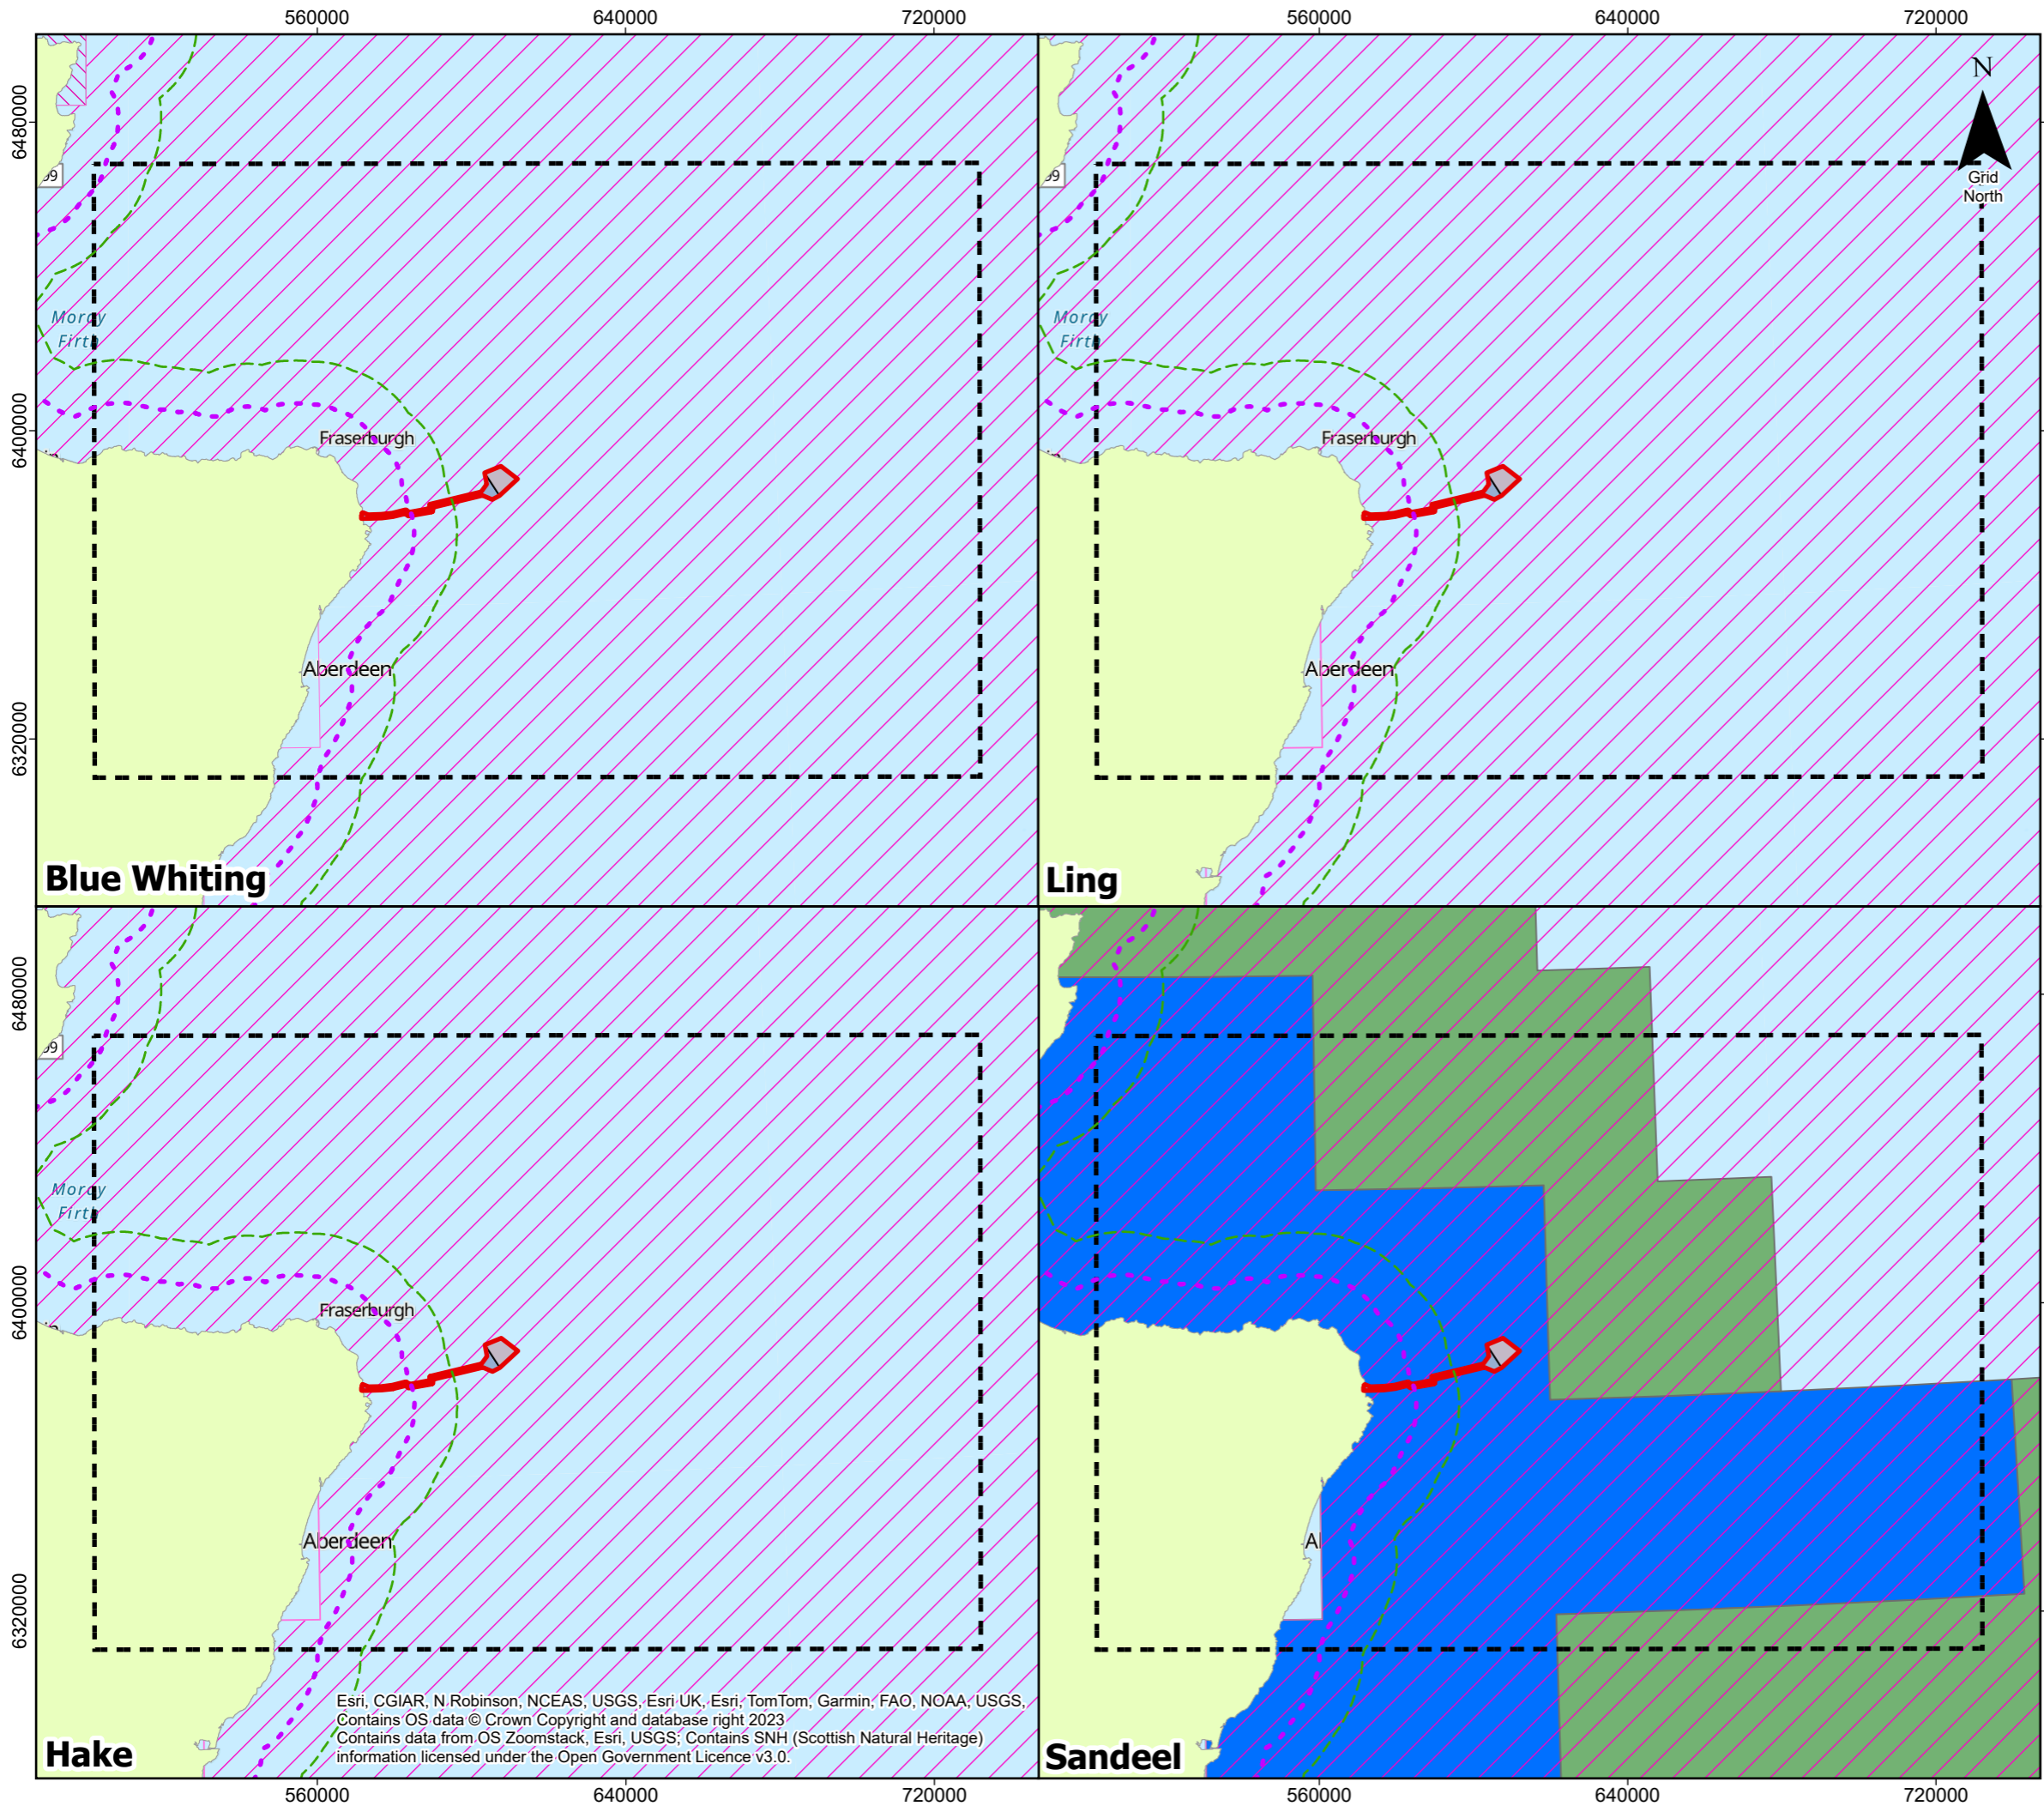 560000 640000 720000 560000 640000 720000
N
Grid
North
6480000
99
99
Moray
Firth
Moray
Firth
6400000
Fraserburgh
Fraserburgh
Aberdeen
Aberdeen
6320000
Blue Whiting
Ling
6480000
99
Moray
Firth
6400000
Fraserburgh
Aberdeen
Al
6320000
Esri, CGIAR, N Robinson, NCEAS, USGS, Esri UK, Esri, TomTom, Garmin, FAO, NOAA, USGS,
Contains OS data © Crown Copyright and database right 2023
Contains data from OS Zoomstack, Esri, USGS; Contains SNH (Scottish Natural Heritage)
information licensed under the Open Government Licence v3.0.
Hake
Sandeel
560000 640000 720000 560000 640000 720000